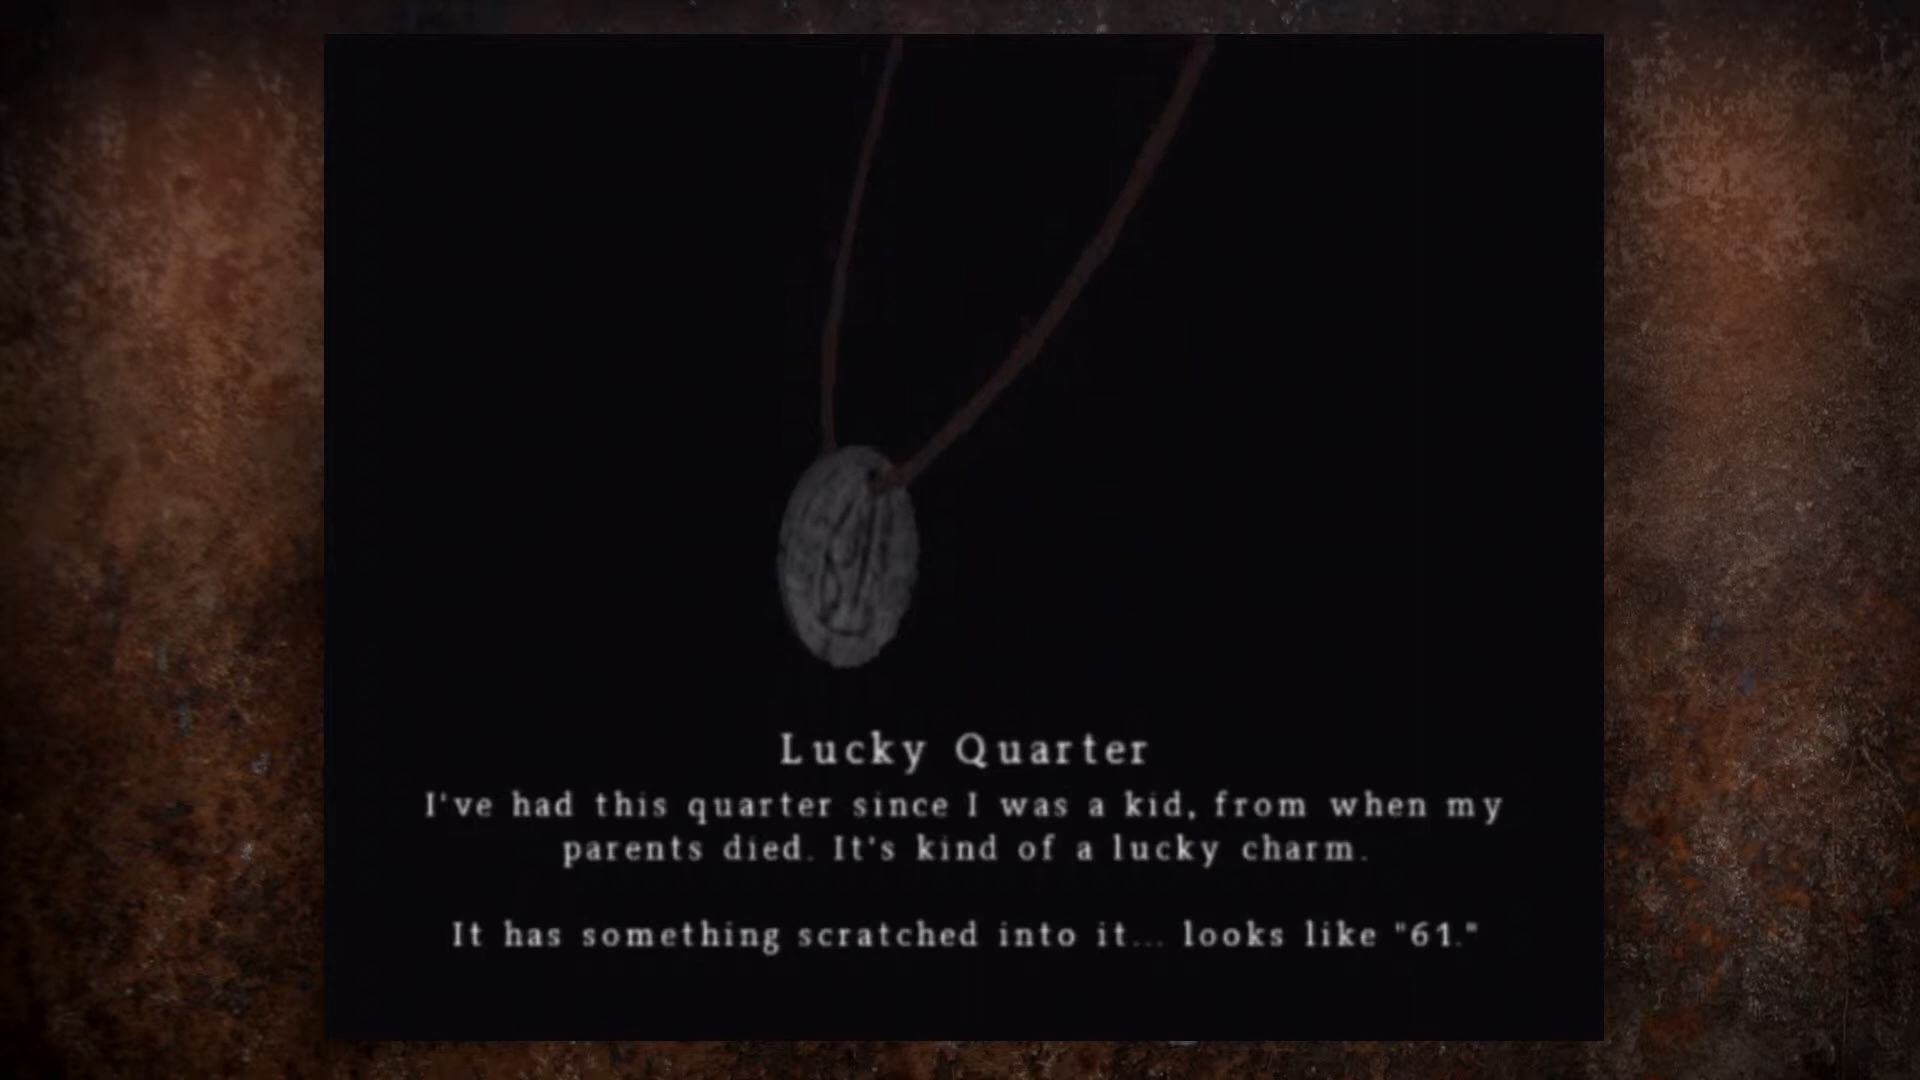 Lucky Quarter
I've had this quarter since I was a kid, from when my
parents died. It's kind of a lucky charm.
It has something scratched into it... looks like "61."